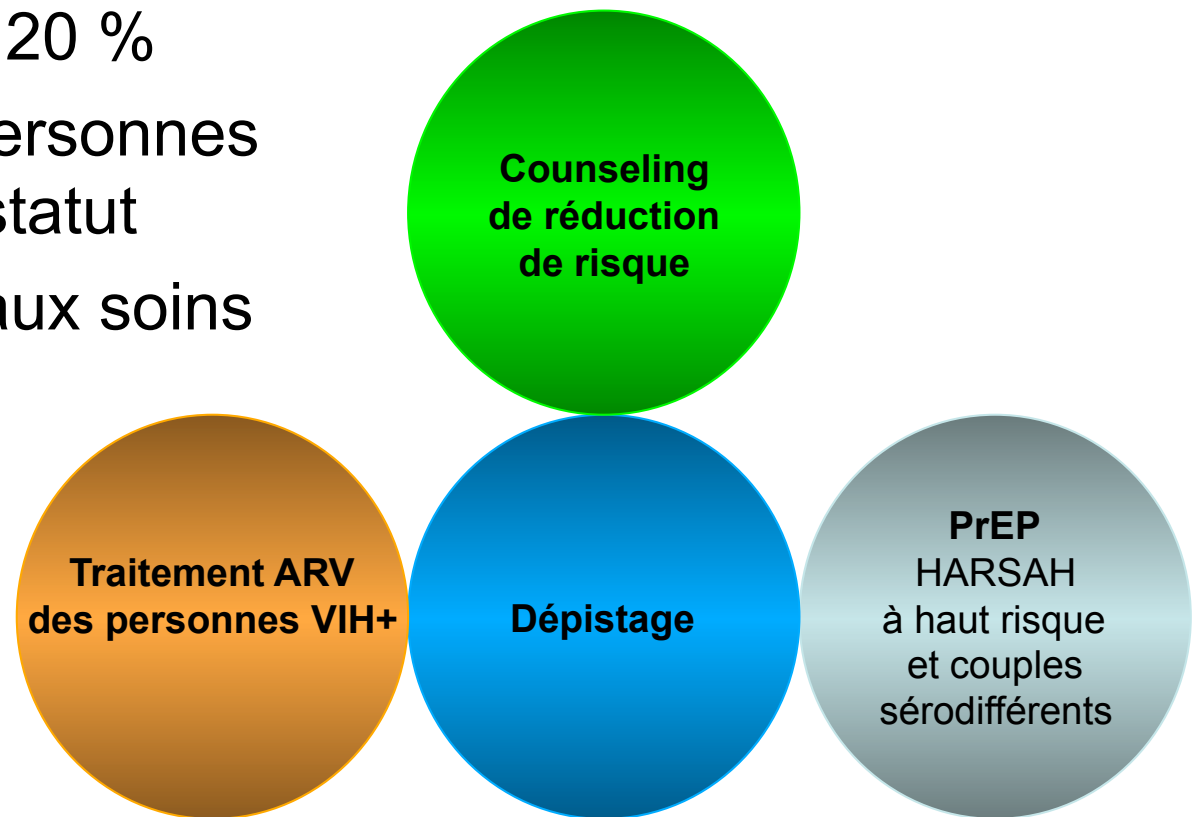 20 %
ersonnes
statut
aux soins
Counseling
de réduction
de risque
Traitement ARV
des personnes VIH+
Dépistage
PrEP
HARSAH
à haut risque
et couples
sérodifférents